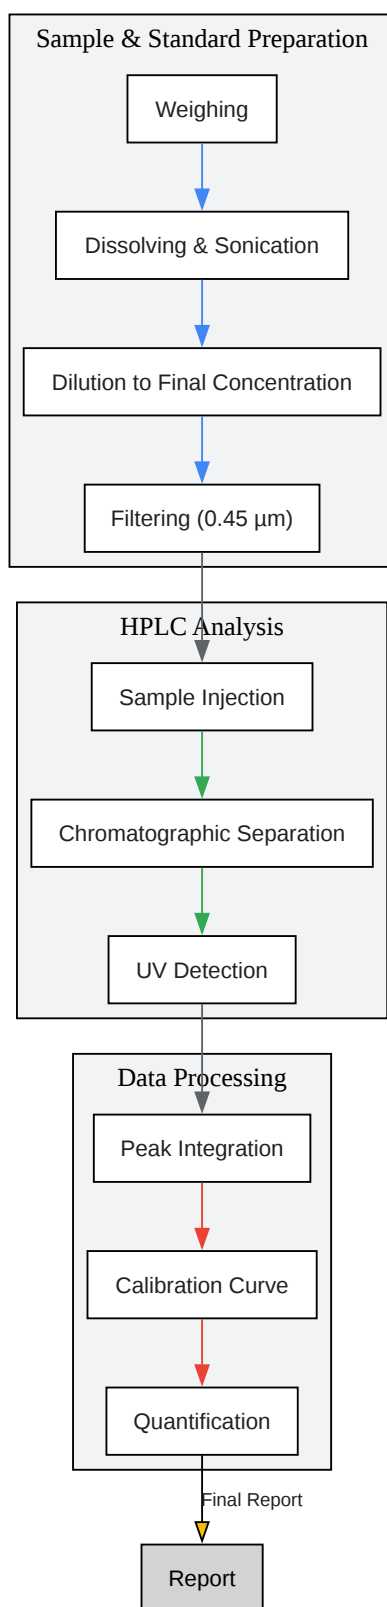 Sample & Standard Preparation
Weighing
Dissolving & Sonication
Dilution to Final Concentration
Filtering (0.45 µm)
HPLC Analysis
Sample Injection
Chromatographic Separation
UV Detection
Data Processing
Peak Integration
Calibration Curve
Quantification
Final Report
Report